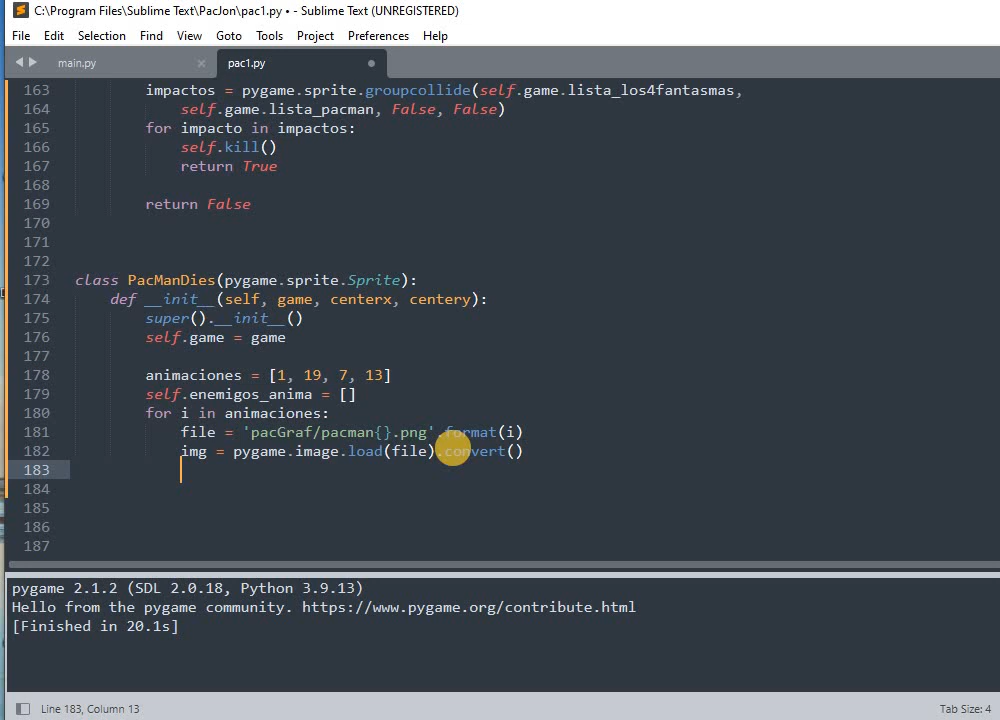 C:\Program Files\Sublime Text\PacJon\pac1.py • - Sublime Text (UNREGISTERED)
File Edit Selection Find View Goto Tools Project Preferences Help
main.py × pac1.py
163 impactos = pygame.sprite.groupcollide(self.game.lista_los4fantasmas,
164 self.game.lista_pacman, False, False)
165 for impacto in impactos:
166 self.kill()
167 return True
168
169 return False
170
171
172
173 class PacManDies(pygame.sprite.Sprite):
174 def __init__(self, game, centerx, centery):
175 super().__init__()
176 self.game = game
177
178 animaciones = [1, 19, 7, 13]
179 self.enemigos_anima = []
180 for i in animaciones:
181 file = 'pacGraf/pacman{}.png'.format(i)
182 img = pygame.image.load(file).convert()
183
184
185
186
187
pygame 2.1.2 (SDL 2.0.18, Python 3.9.13)
Hello from the pygame community. https://www.pygame.org/contribute.html
[Finished in 20.1s]
Line 183, Column 13 Tab Size: 4